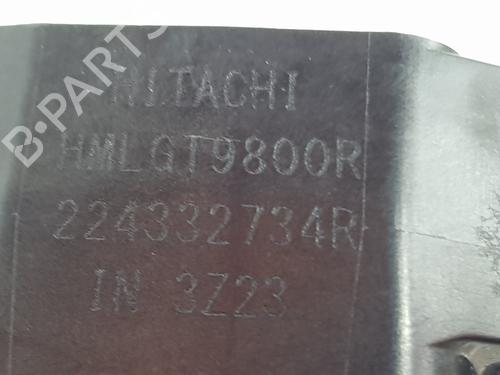 HITACHI
HMLGT9800R
224332734R
IN 3Z23
B-PARTS